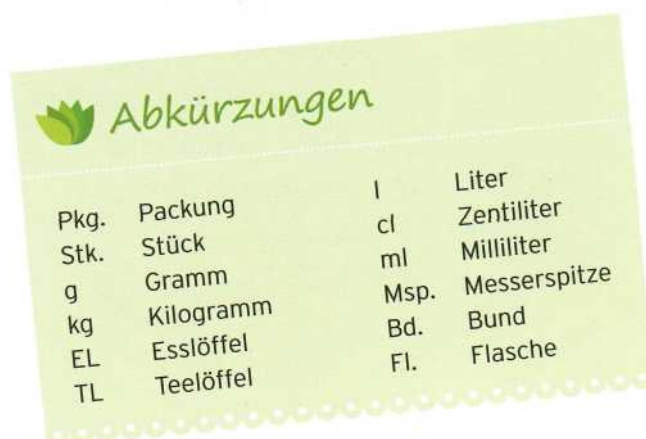 Abkürzungen
Pkg. Packung
Stk. Stück
g Gramm
kg Kilogramm
EL Esslöffel
TL Teelöffel
l Liter
cl Zentiliter
ml Milliliter
Msp. Messerspitze
Bd. Bund
Fl. Flasche